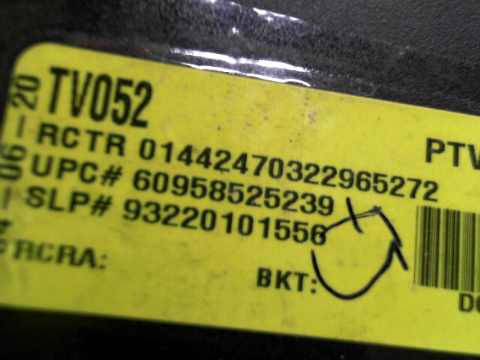 TV052
PTV
RCTR 01442470322965272
UPC# 60958525239
SLP# 93220101556
RCRA:
BKT:
06-20